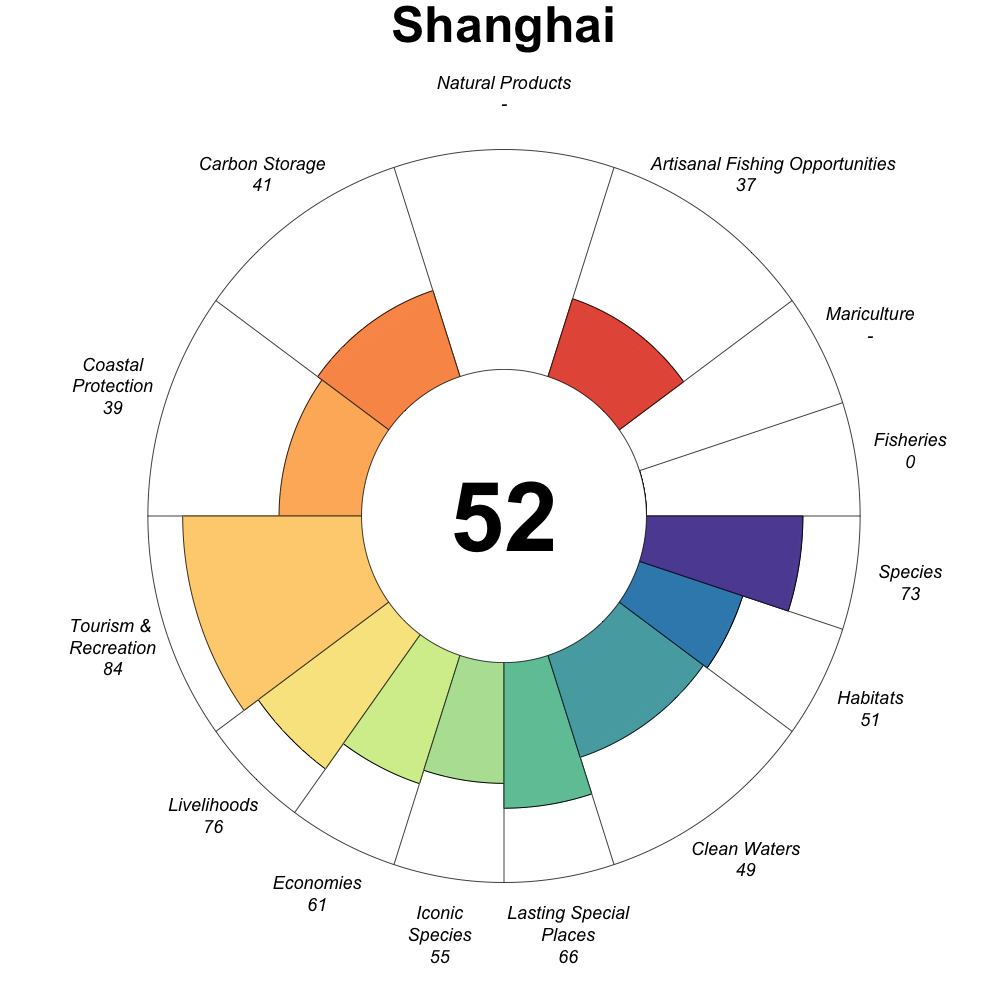 Shanghai
Natural Products
-
Carbon Storage
41
Artisanal Fishing Opportunities
37
Mariculture
-
Coastal
Protection
39
Fisheries
0
52
Species
73
Tourism &
Recreation
84
Habitats
51
Livelihoods
76
Clean Waters
49
Economies
61
Iconic
Species
55
Lasting Special
Places
66